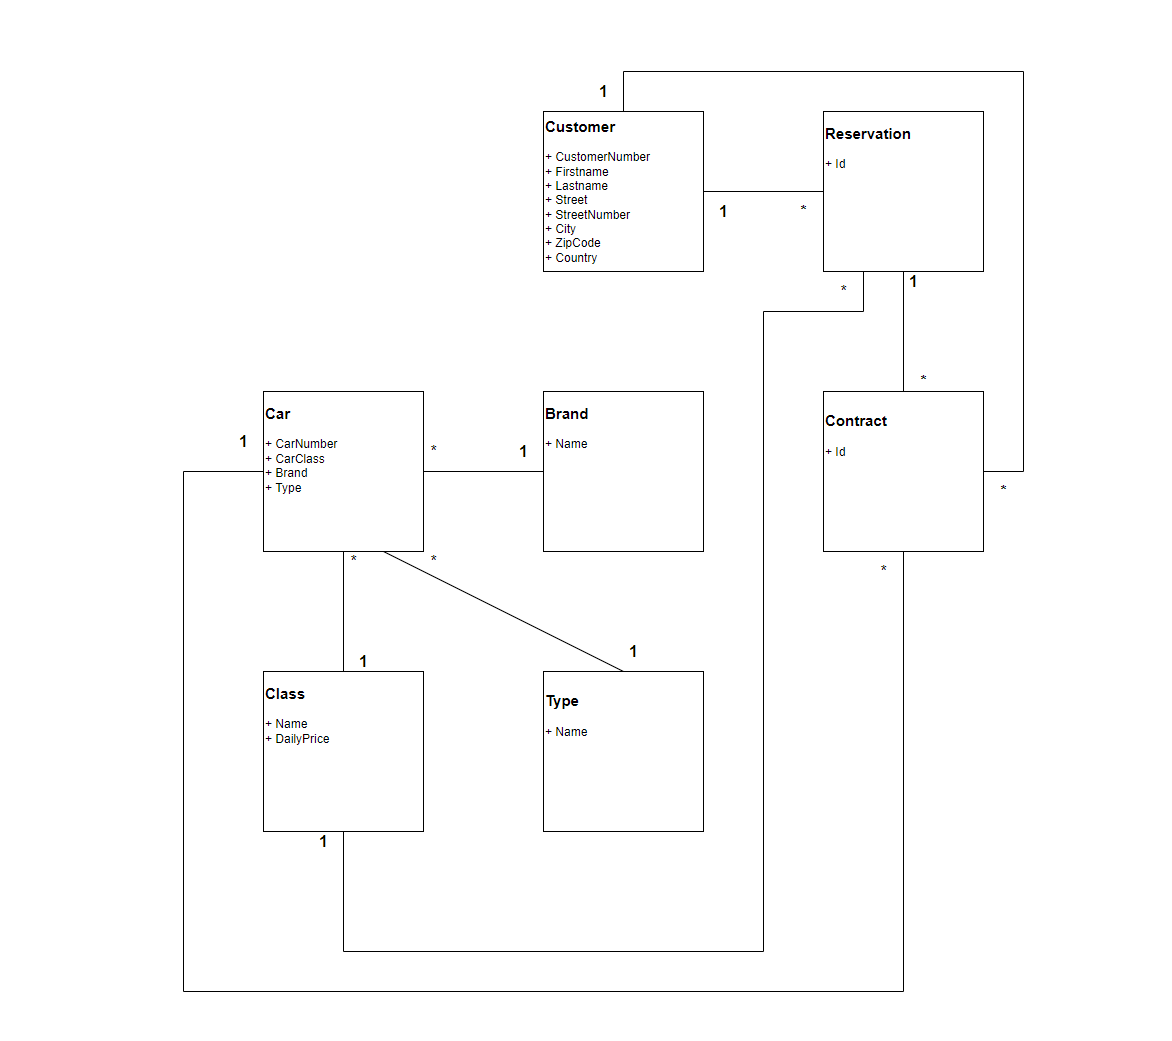 1
Customer
+ CustomerNumber
+ Firstname
+ Lastname
+ Street
+ StreetNumber
+ City
+ ZipCode
+ Country
Reservation
+ Id
1
*
*
1
*
Car
+ CarNumber
+ CarClass
+ Brand
+ Type
1
*
1
Brand
+ Name
Contract
+ Id
*
*
*
*
1
1
Class
+ Name
+ DailyPrice
Type
+ Name
1